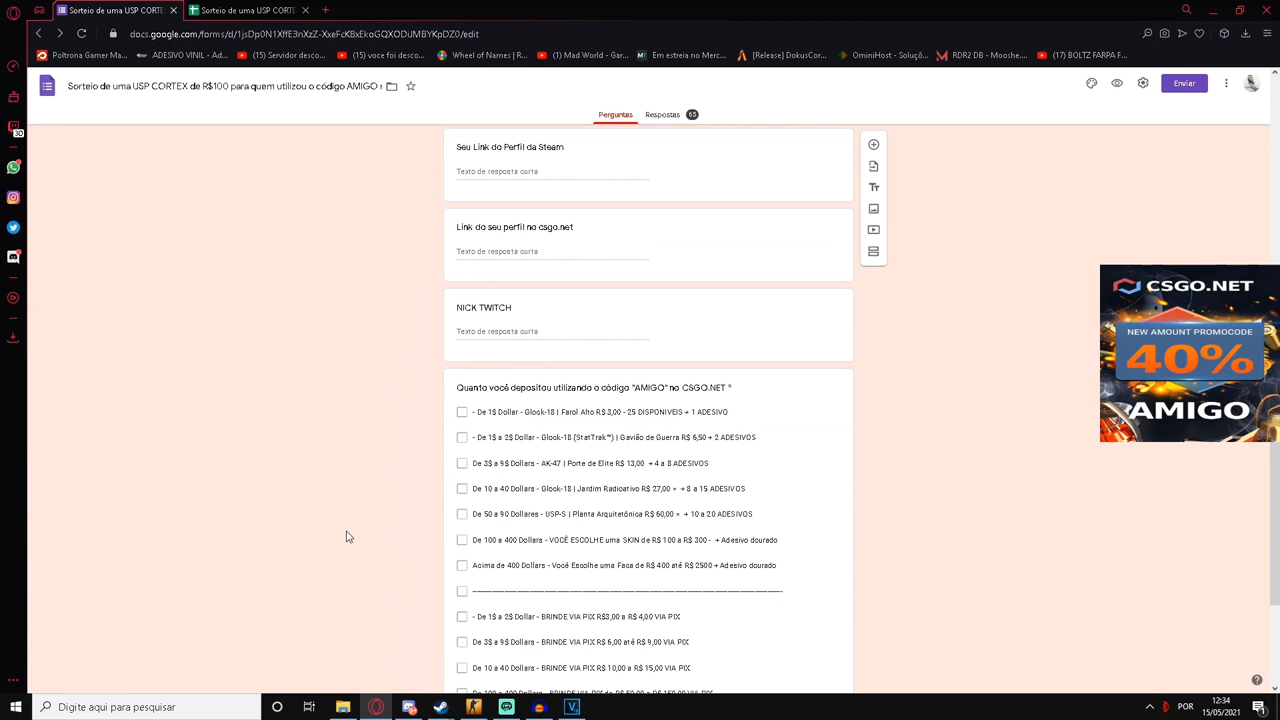 Sorteio de uma USP CORTEX
Sorteio de uma USP CORTEX
docs.google.com/forms/d/1jsDp0N1XffE3nXzZ-XxeFcKBxEkoGQXODUMBYKpDZ0/edit
Poltrona Gamer Ma...
ADESIVO VINIL - Ad...
(15) Servidor desco...
(15) voce foi desco...
Wheel of Names | R...
(1) Mad World - Gar...
Em estreia no Merc...
[Release] DokusCor...
OminiHost - Soluçõ...
RDR2 DB - Mooshe...
(17) BOLTZ FARPA F...
Sorteio de uma USP CORTEX de R$100 para quem utilizou o código AMIGO
Enviar
Perguntas
Respostas
65
30
Seu Link do Perfil da Steam
Texto de resposta curta
Link do seu perfil no csgo.net
Texto de resposta curta
NICK TWITCH
Texto de resposta curta
Quanto você depositou utilizando o código "AMIGO" no CSGO.NET *
- De 1$ Dollar - Glock-18 | Farol Alto R$ 3,00 - 25 DISPONIVEIS + 1 ADESIVO
- De 1$ a 2$ Dollar - Glock-18 (StatTrak™) | Gavião de Guerra R$ 6,50 + 2 ADESIVOS
De 3$ a 9$ Dollars - AK-47 | Porte de Elite R$ 13,00 + 4 a 8 ADESIVOS
De 10 a 40 Dollars - Glock-18 | Jardim Radioativo R$ 27,00 + + 8 a 15 ADESIVOS
De 50 a 90 Dollares - USP-S | Planta Arquitetônica R$ 60,00 + + 10 a 20 ADESIVOS
De 100 a 400 Dollars - VOCÊ ESCOLHE uma SKIN de R$ 100 a R$ 300 - + Adesivo dourado
Acima de 400 Dollars - Você Escolhe uma Faca de R$ 400 até R$ 2500 + Adesivo dourado
- De 1$ a 2$ Dollar - BRINDE VIA PIX R$3,00 a R$ 4,00 VIA PIX
De 3$ a 9$ Dollars - BRINDE VIA PIX R$ 6,00 até R$ 9,00 VIA PIX
De 10 a 40 Dollars - BRINDE VIA PIX R$ 10,00 a R$ 15,00 VIA PIX
CSGO.NET
NEW AMOUNT PROMOCODE
40%
AMIGO
Digite aqui para pesquisar
POR
12:34
15/05/2021
1